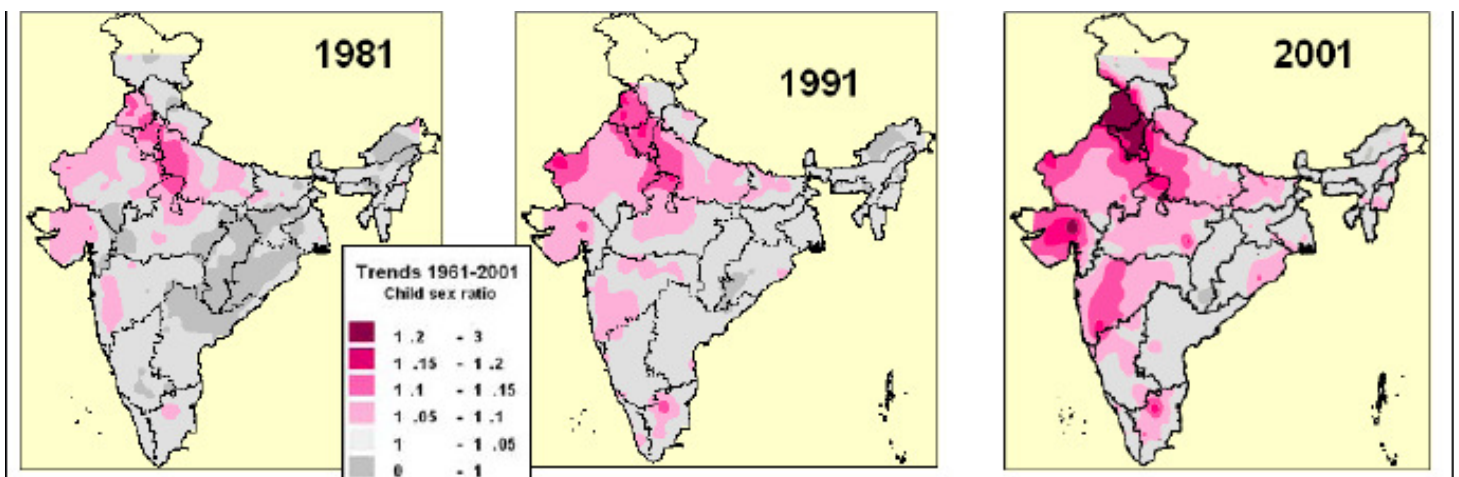 1981
1991
2001
Trends 1961-2001
Child sex ratio
1 .2 - 3
1 .15 - 1 .2
1 .1 - 1 .15
1 .05 - 1 .1
1 - 1 .05
0 - 1